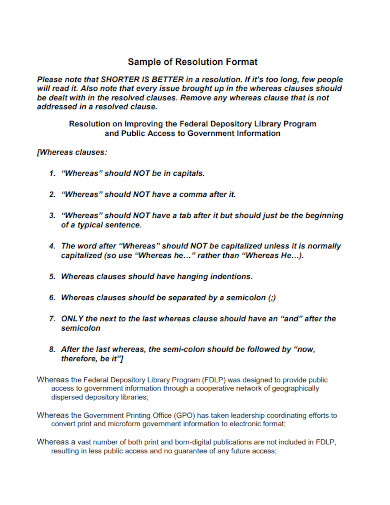 Sample of Resolution Format
Please note that SHORTER IS BETTER in a resolution. If it's too long, few people
will read it. Also note that every issue brought up in the whereas clauses should
be dealt with in the resolved clauses. Remove any whereas clause that is not
addressed in a resolved clause.
Resolution on Improving the Federal Depository Library Program
and Public Access to Government Information
[Whereas clauses:
1. "Whereas" should NOT be in capitals.
2. "Whereas" should NOT have a comma after it.
3. "Whereas" should NOT have a tab after it but should just be the beginning
of a typical sentence.
4. The word after "Whereas" should NOT be capitalized unless it is normally
capitalized (so use "Whereas he…" rather than "Whereas He…).
5. Whereas clauses should have hanging indentions.
6. Whereas clauses should be separated by a semicolon (;)
7. ONLY the next to the last whereas clause should have an "and" after the
semicolon
8. After the last whereas, the semi-colon should be followed by "now,
therefore, be it"]
Whereas the Federal Depository Library Program (FDLP) was designed to provide public
access to government information through a cooperative network of geographically
dispersed depository libraries;
Whereas the Government Printing Office (GPO) has taken leadership coordinating efforts to
convert print and microform government information to electronic format;
Whereas a vast number of both print and born-digital publications are not included in FDLP,
resulting in less public access and no guarantee of any future access;